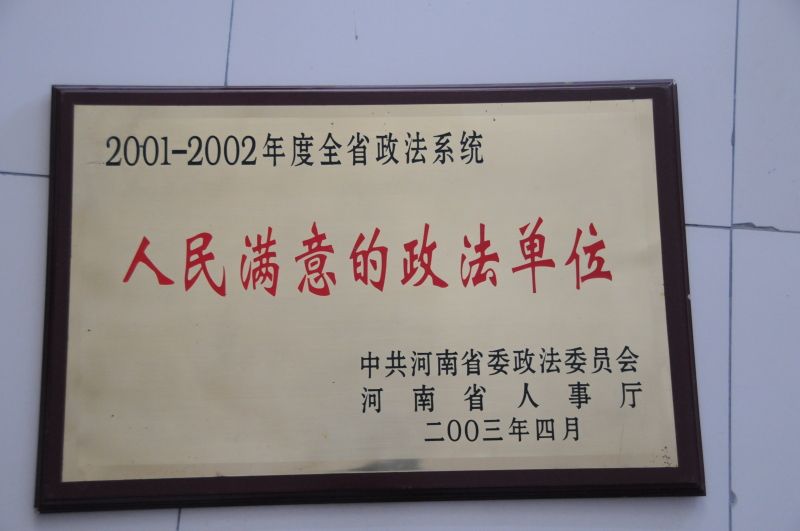 2001-2002年度全省政法系统
人民满意的政法单位
中共河南省委政法委员会
河南省人事厅
二〇〇三年四月